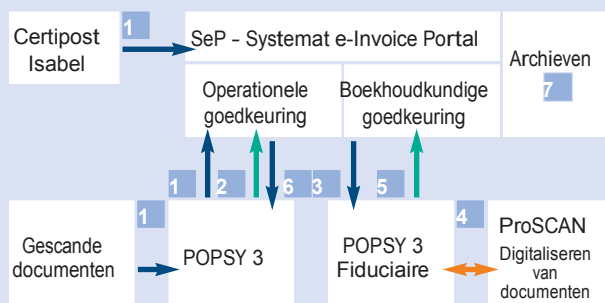 1
Certipost
Isabel
SeP - Systemat e-Invoice Portal
Operationele
goedkeuring
Boekhoudkundige
goedkeuring
Archieven
7
1 2 6 3 5
1
4
Gescande
documenten
POPSY 3
POPSY 3
Fiduciaire
ProSCAN
Digitaliseren
van
documenten